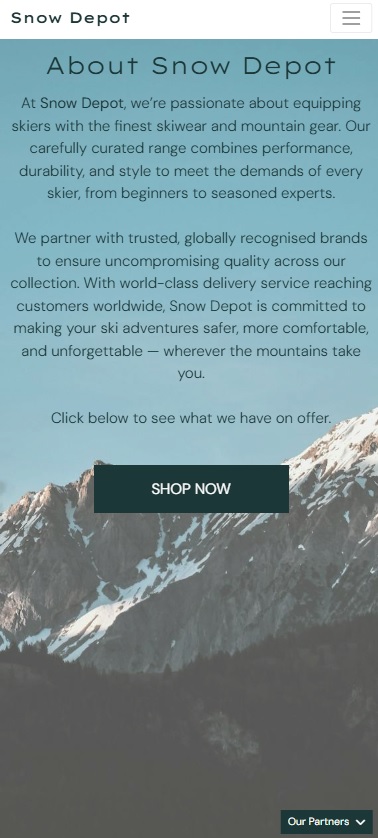 Snow Depot
About Snow Depot
At Snow Depot, we’re passionate about equipping
skiers with the finest skiwear and mountain gear. Our
carefully curated range combines performance,
durability, and style to meet the demands of every
skier, from beginners to seasoned experts.
We partner with trusted, globally recognised brands
to ensure uncompromising quality across our
collection. With world-class delivery service reaching
customers worldwide, Snow Depot is committed to
making your ski adventures safer, more comfortable,
and unforgettable — wherever the mountains take
you.
Click below to see what we have on offer.
SHOP NOW
Our Partners